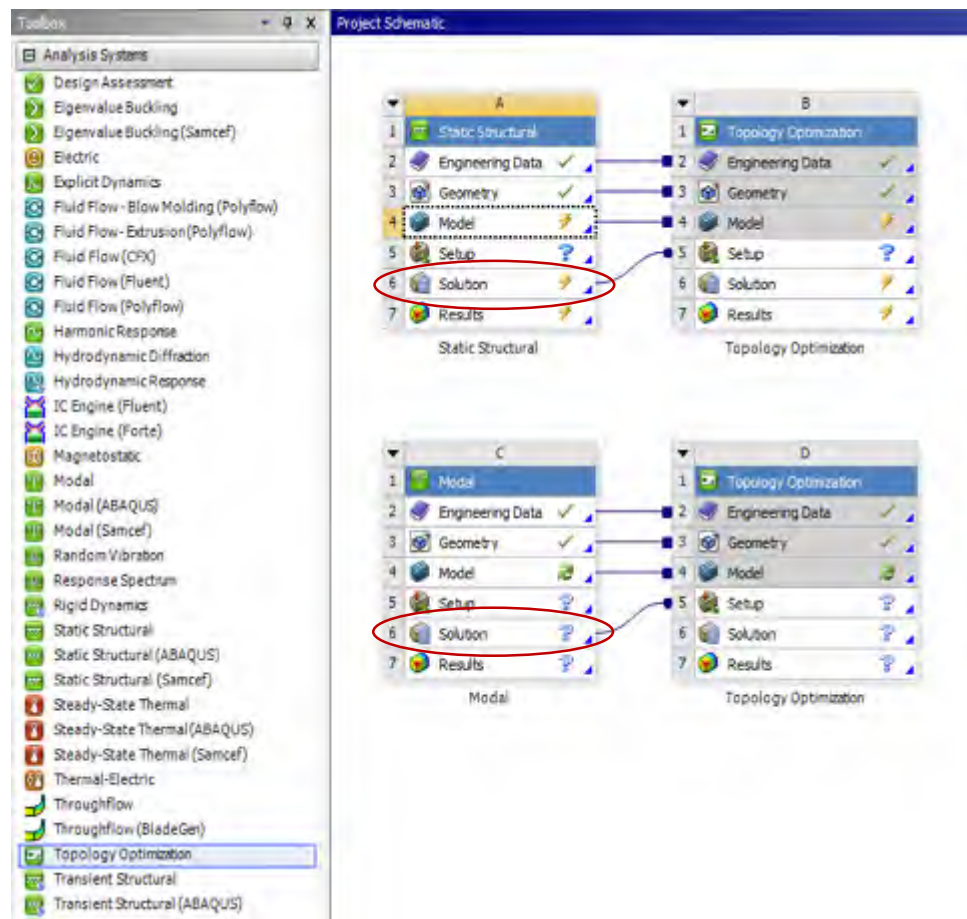 Toolbox
Analysis Systems
Design Assessment
Eigenvalue Buckling
Eigenvalue Buckling (Samcef)
Electric
Explicit Dynamics
Fluid Flow - Blow Molding (Polyflow)
Fluid Flow - Extrusion (Polyflow)
Fluid Flow (CFX)
Fluid Flow (Fluent)
Fluid Flow (Polyflow)
Harmonic Response
Hydrodynamic Diffraction
Hydrodynamic Response
IC Engine (Fluent)
IC Engine (Forte)
Magnetostatic
Modal
Modal (ABAQUS)
Modal (Samcef)
Random Vibration
Response Spectrum
Rigid Dynamics
Static Structural
Static Structural (ABAQUS)
Static Structural (Samcef)
Steady-State Thermal
Steady-State Thermal (ABAQUS)
Steady-State Thermal (Samcef)
Thermal-Electric
Throughflow
Throughflow (BladeGen)
Topology Optimization
Transient Structural
Transient Structural (ABAQUS)
Project Schematic
A
1 Static Structural
2 Engineering Data
3 Geometry
4 Model
5 Setup
6 Solution
7 Results
Static Structural
B
1 Topology Optimization
2 Engineering Data
3 Geometry
4 Model
5 Setup
6 Solution
7 Results
Topology Optimization
C
1 Modal
2 Engineering Data
3 Geometry
4 Model
5 Setup
6 Solution
7 Results
Modal
D
1 Topology Optimization
2 Engineering Data
3 Geometry
4 Model
5 Setup
6 Solution
7 Results
Topology Optimization